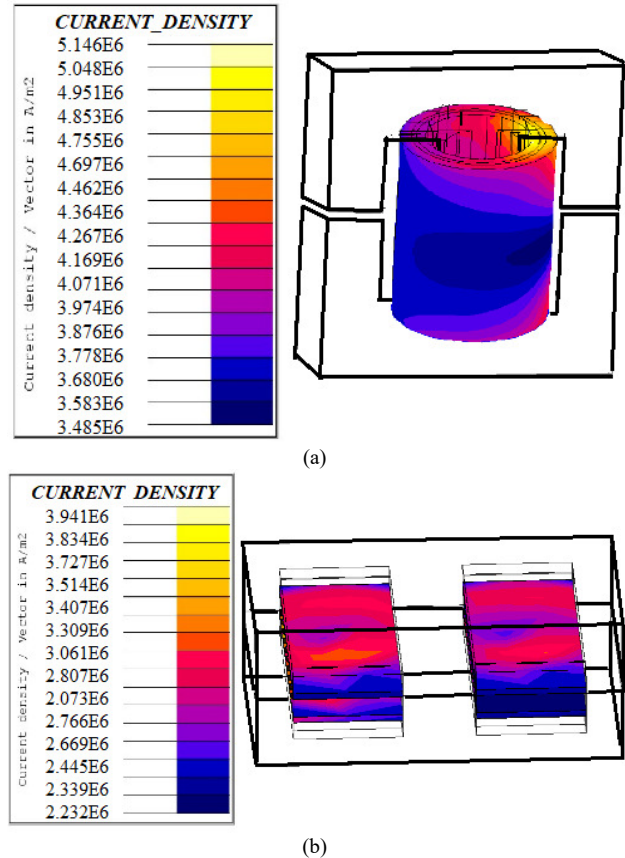 CURRENT_DENSITY
Current density / Vector in A/m2
5.146E6
5.048E6
4.951E6
4.853E6
4.755E6
4.697E6
4.462E6
4.364E6
4.267E6
4.169E6
4.071E6
3.974E6
3.876E6
3.778E6
3.680E6
3.583E6
3.485E6
(a)
CURRENT DENSITY
Current density / Vector in A/m2
3.941E6
3.834E6
3.727E6
3.514E6
3.407E6
3.309E6
3.061E6
2.807E6
2.073E6
2.766E6
2.669E6
2.445E6
2.339E6
2.232E6
(b)